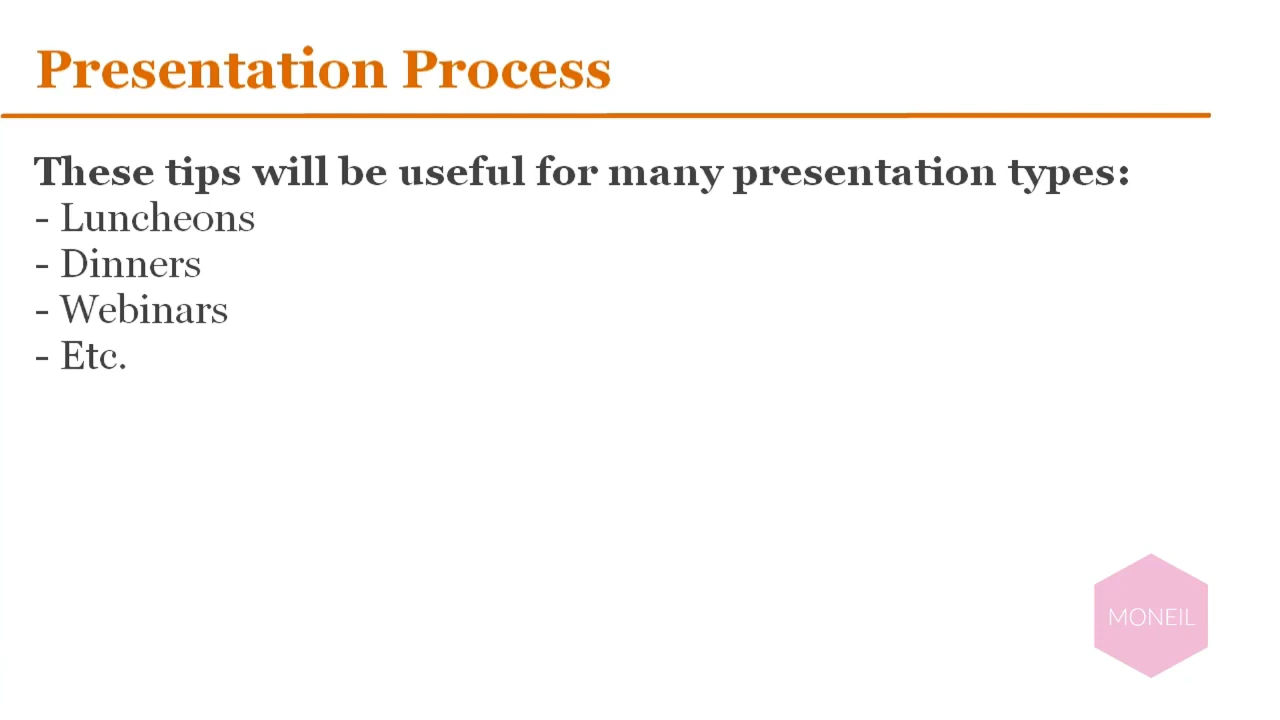 Presentation Process
These tips will be useful for many presentation types:
- Luncheons
- Dinners
- Webinars
- Etc.
MONEIL